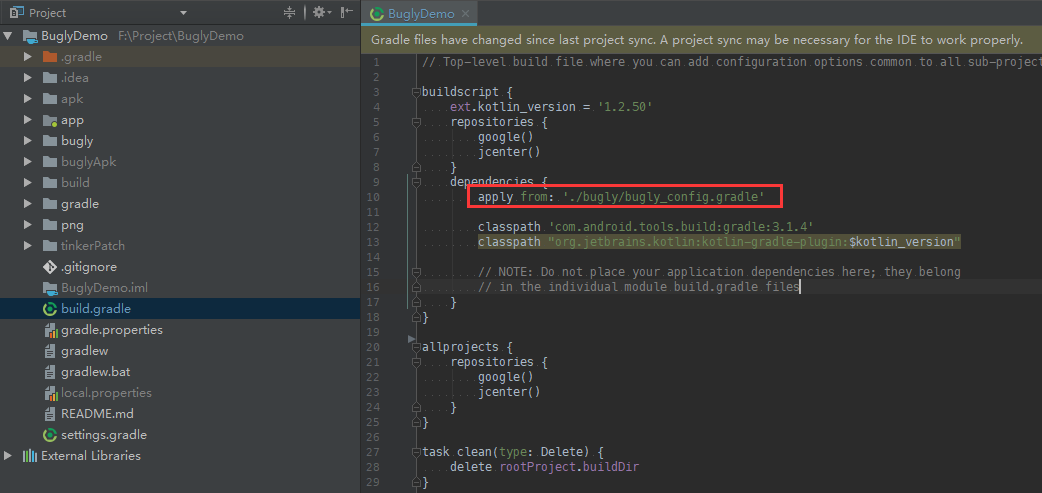 Project
BuglyDemo F:\Project\BuglyDemo
.gradle
.idea
apk
app
bugly
buglyApk
build
gradle
png
tinkerPatch
.gitignore
BuglyDemo.iml
build.gradle
gradle.properties
gradlew
gradlew.bat
local.properties
README.md
settings.gradle
External Libraries
BuglyDemo
Gradle files have changed since last project sync. A project sync may be necessary for the IDE to work properly.
1 // Top-level build file where you can add configuration options common to all sub-project
2
3 buildscript {
4 ext.kotlin_version = '1.2.50'
5 repositories {
6 google()
7 jcenter()
8 }
9 dependencies {
10 apply from: './bugly/bugly_config.gradle'
11
12 classpath 'com.android.tools.build:gradle:3.1.4'
13 classpath "org.jetbrains.kotlin:kotlin-gradle-plugin:$kotlin_version"
14
15 // NOTE: Do not place your application dependencies here; they belong
16 // in the individual module build.gradle files
17 }
18 }
19
20 allprojects {
21 repositories {
22 google()
23 jcenter()
24 }
25 }
26
27 task clean(type: Delete) {
28 delete rootProject.buildDir
29 }